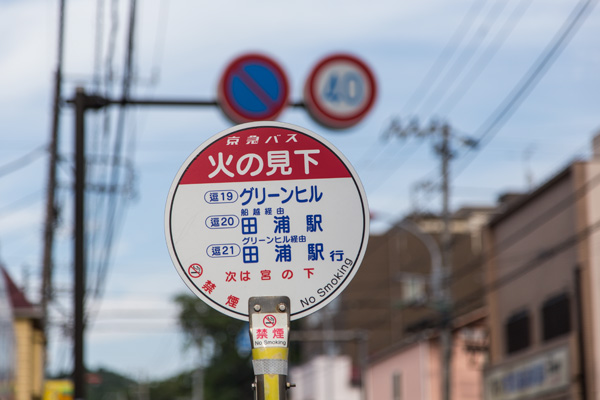 40
京急バス
火の見下
逗19 グリーンヒル
船越経由
逗20 田浦駅
グリーンヒル経由
逗21 田浦駅行
次は宮の下
禁煙
No Smoking
禁煙
No Smoking